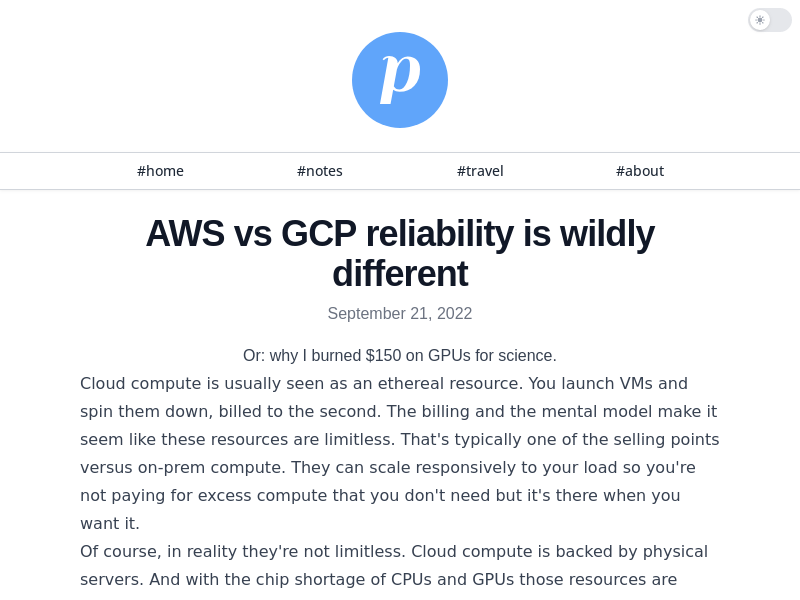 p
#home
#notes
#travel
#about
AWS vs GCP reliability is wildly
different
September 21, 2022
Or: why I burned $150 on GPUs for science.
Cloud compute is usually seen as an ethereal resource. You launch VMs and
spin them down, billed to the second. The billing and the mental model make it
seem like these resources are limitless. That's typically one of the selling points
versus on-prem compute. They can scale responsively to your load so you're
not paying for excess compute that you don't need but it's there when you
want it.
Of course, in reality they're not limitless. Cloud compute is backed by physical
servers. And with the chip shortage of CPUs and GPUs those resources are